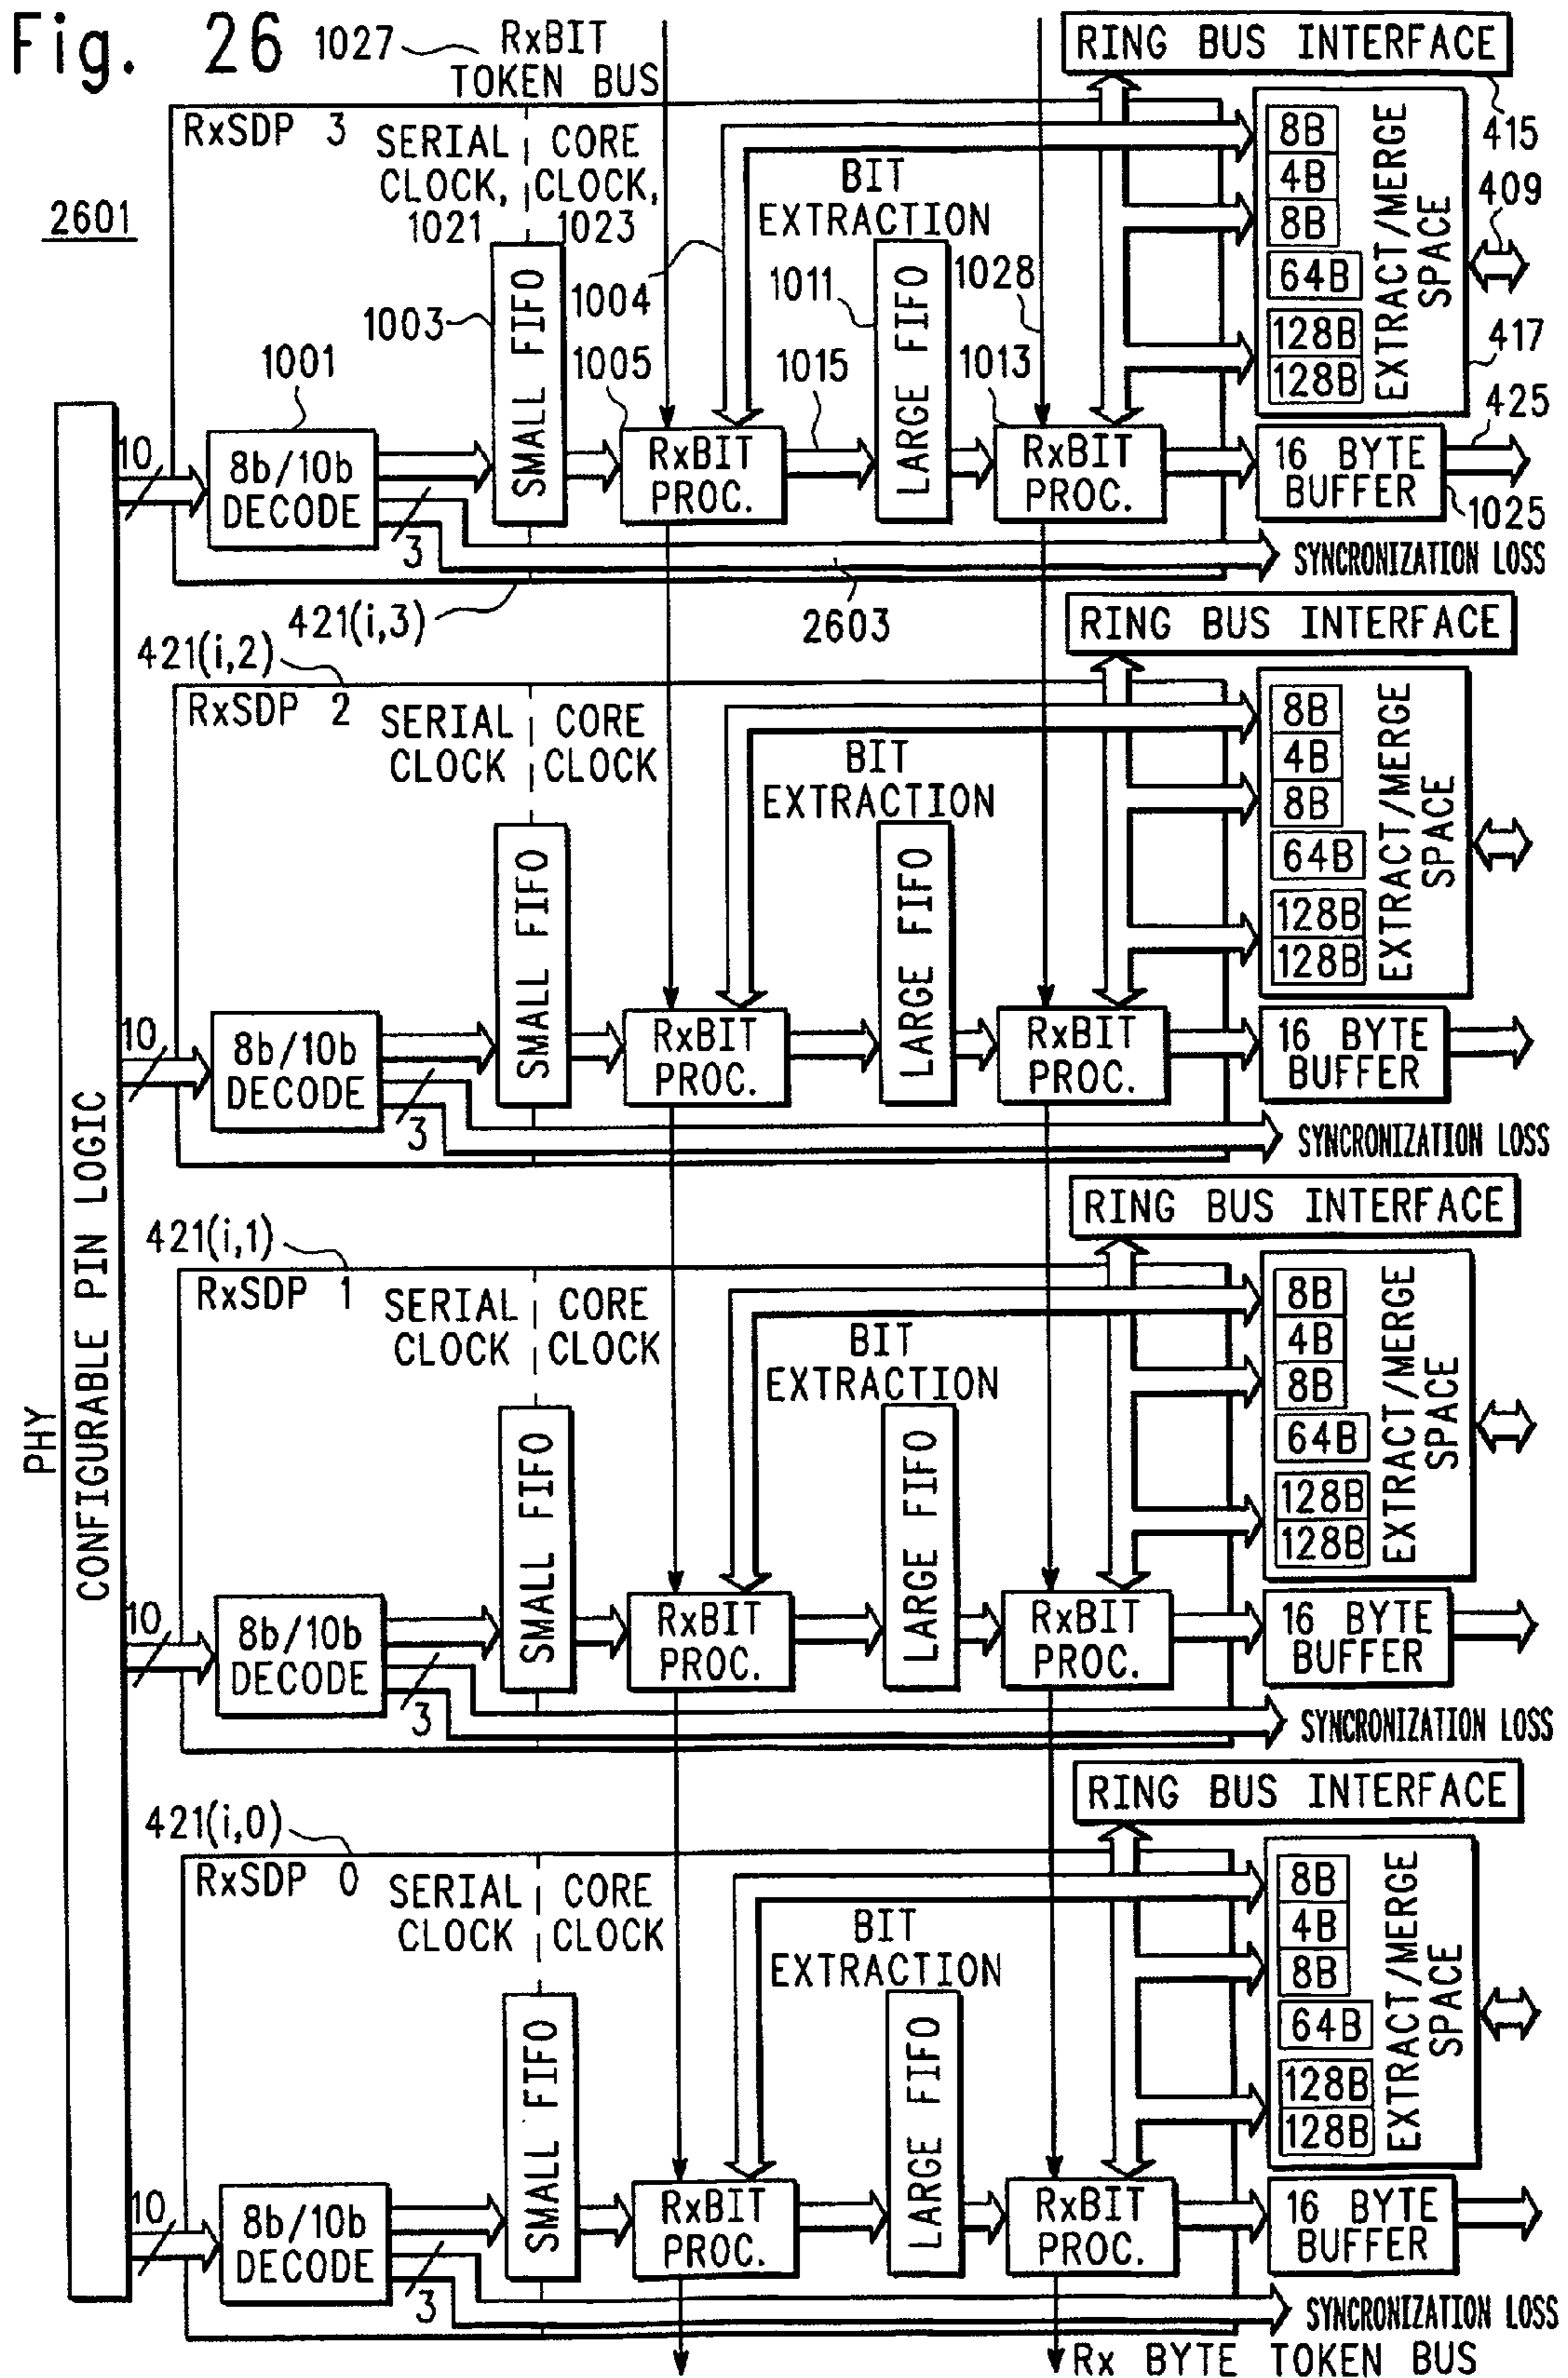 Fig. 26
1027
RxBIT
TOKEN BUS
RING BUS INTERFACE
415
2601
RxSDP 3
SERIAL
CLOCK,
1021
CORE
CLOCK,
1023
BIT
EXTRACTION
8B
4B
8B
64B
128B
128B
EXTRACT/MERGE
SPACE
409
417
425
1003
SMALL FIFO
1004
1005
1011
LARGE FIFO
1028
1015
1013
1001
10
8b/10b
DECODE
3
RxBIT
PROC.
RxBIT
PROC.
16 BYTE
BUFFER
1025
SYNCRONIZATION LOSS
2603
421(i,3)
421(i,2)
RING BUS INTERFACE
RxSDP 2
SERIAL
CLOCK
CORE
CLOCK
BIT
EXTRACTION
8B
4B
8B
64B
128B
128B
EXTRACT/MERGE
SPACE
SMALL FIFO
LARGE FIFO
10
8b/10b
DECODE
3
RxBIT
PROC.
RxBIT
PROC.
16 BYTE
BUFFER
SYNCRONIZATION LOSS
PHY
CONFIGURABLE PIN LOGIC
421(i,1)
RING BUS INTERFACE
RxSDP 1
SERIAL
CLOCK
CORE
CLOCK
BIT
EXTRACTION
8B
4B
8B
64B
128B
128B
EXTRACT/MERGE
SPACE
SMALL FIFO
LARGE FIFO
10
8b/10b
DECODE
3
RxBIT
PROC.
RxBIT
PROC.
16 BYTE
BUFFER
SYNCRONIZATION LOSS
421(i,0)
RING BUS INTERFACE
RxSDP 0
SERIAL
CLOCK
CORE
CLOCK
BIT
EXTRACTION
8B
4B
8B
64B
128B
128B
EXTRACT/MERGE
SPACE
SMALL FIFO
LARGE FIFO
10
8b/10b
DECODE
3
RxBIT
PROC.
RxBIT
PROC.
16 BYTE
BUFFER
SYNCRONIZATION LOSS
Rx BYTE TOKEN BUS